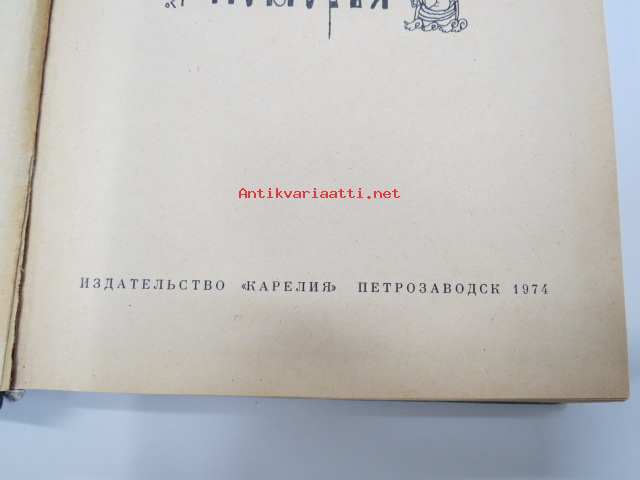 Antikvariaatti.net
ИЗДАТЕЛЬСТВО «КАРЕЛИЯ» ПЕТРОЗАВОДСК 1974